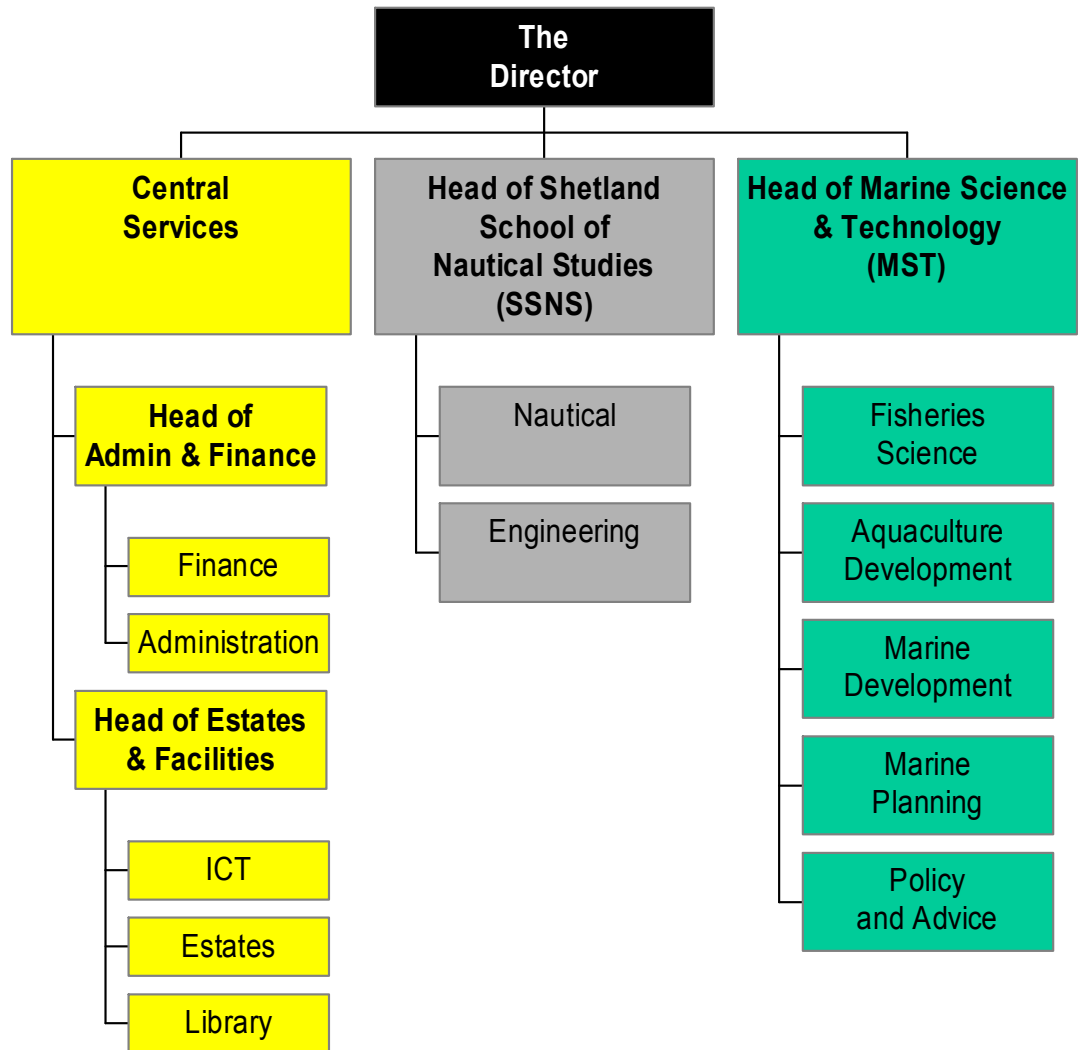 The
Director
Central
Services
Head of Shetland
School of
Nautical Studies
(SSNS)
Head of Marine Science
& Technology
(MST)
Head of
Admin & Finance
Finance
Administration
Head of Estates
& Facilities
ICT
Estates
Library
Nautical
Engineering
Fisheries
Science
Aquaculture
Development
Marine
Development
Marine
Planning
Policy
and Advice